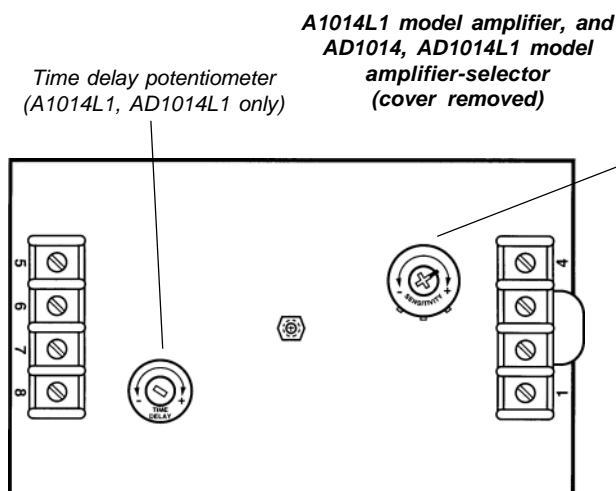 A1014L1 model amplifier, and
AD1014, AD1014L1 model
amplifier-selector
(cover removed)
Time delay potentiometer
(A1014L1, AD1014L1 only)
5
6
7
8
- +
TIME
DELAY
- +
SENSITIVITY
4
1